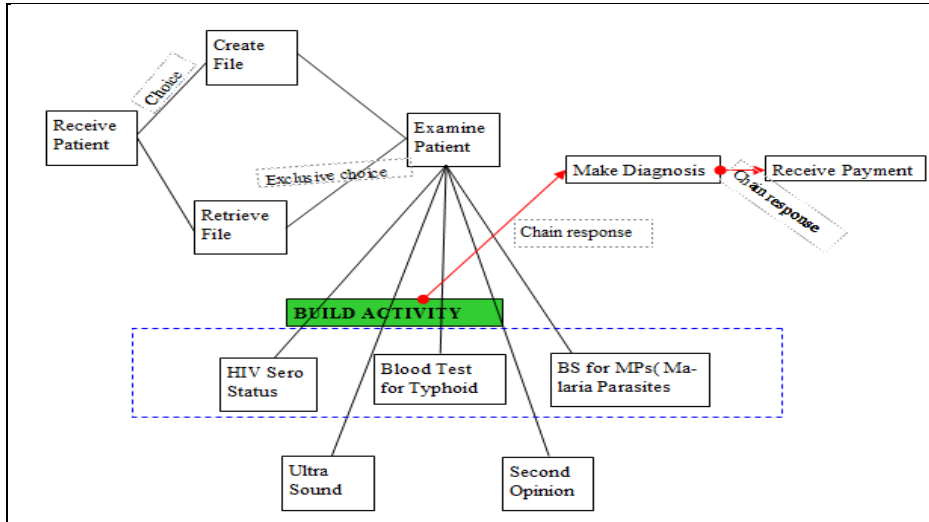 Create
File
Choice
Receive
Patient
Examine
Patient
Exclusive choice
Make Diagnosis
Receive Payment
Chain response
Retrieve
File
Chain response
BUILD ACTIVITY
HIV Sero
Status
Blood Test
for Typhoid
BS for MPs( Ma-
laria Parasites
Ultra
Sound
Second
Opinion